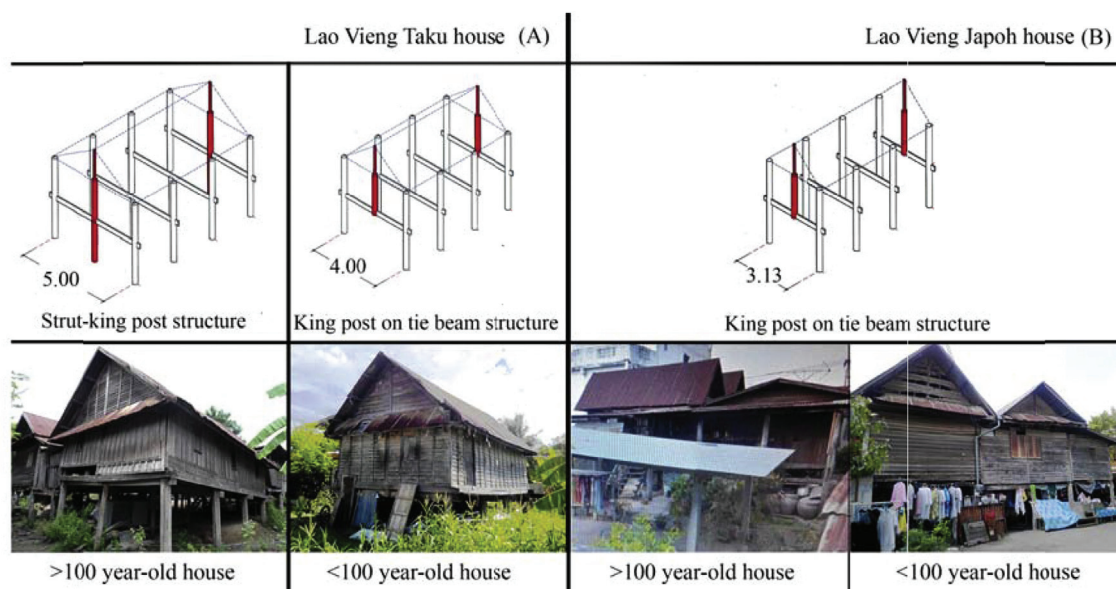 Lao Vieng Taku house (A)
Lao Vieng Japoh house (B)
5.00
4.00
3.13
Strut-king post structure
King post on tie beam structure
King post on tie beam structure
>100 year-old house
<100 year-old house
>100 year-old house
<100 year-old house